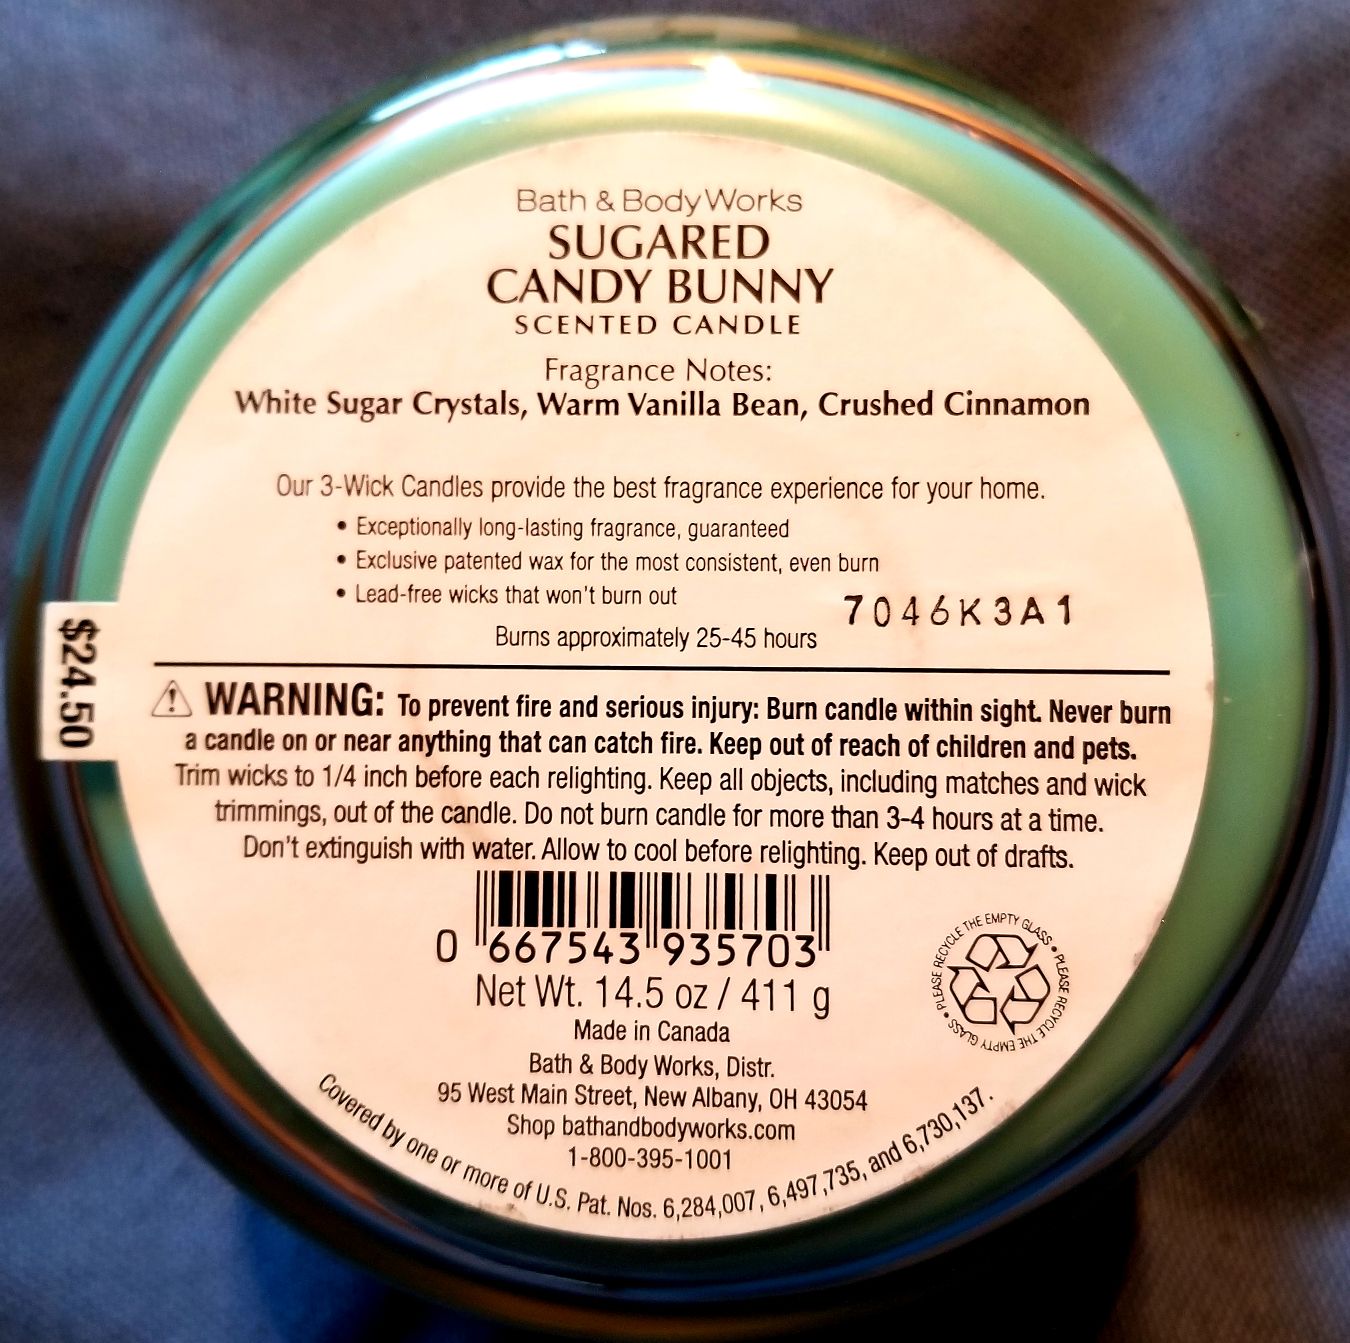 Bath & Body Works
SUGARED
CANDY BUNNY
SCENTED CANDLE
Fragrance Notes:
White Sugar Crystals, Warm Vanilla Bean, Crushed Cinnamon
Our 3-Wick Candles provide the best fragrance experience for your home.
• Exceptionally long-lasting fragrance, guaranteed
• Exclusive patented wax for the most consistent, even burn
• Lead-free wicks that won't burn out
7046K3A1
Burns approximately 25-45 hours
$24.50
⚠ WARNING: To prevent fire and serious injury: Burn candle within sight. Never burn
a candle on or near anything that can catch fire. Keep out of reach of children and pets.
Trim wicks to 1/4 inch before each relighting. Keep all objects, including matches and wick
trimmings, out of the candle. Do not burn candle for more than 3-4 hours at a time.
Don't extinguish with water. Allow to cool before relighting. Keep out of drafts.
0 667543 935703
Net Wt. 14.5 oz / 411 g
PLEASE RECYCLE THE EMPTY GLASS • PLEASE RECYCLE THE EMPTY GLASS •
Made in Canada
Bath & Body Works, Distr.
95 West Main Street, New Albany, OH 43054
Shop bathandbodyworks.com
1-800-395-1001
Covered by one or more of U.S. Pat. Nos. 6,284,007, 6,497,735, and 6,730,137.